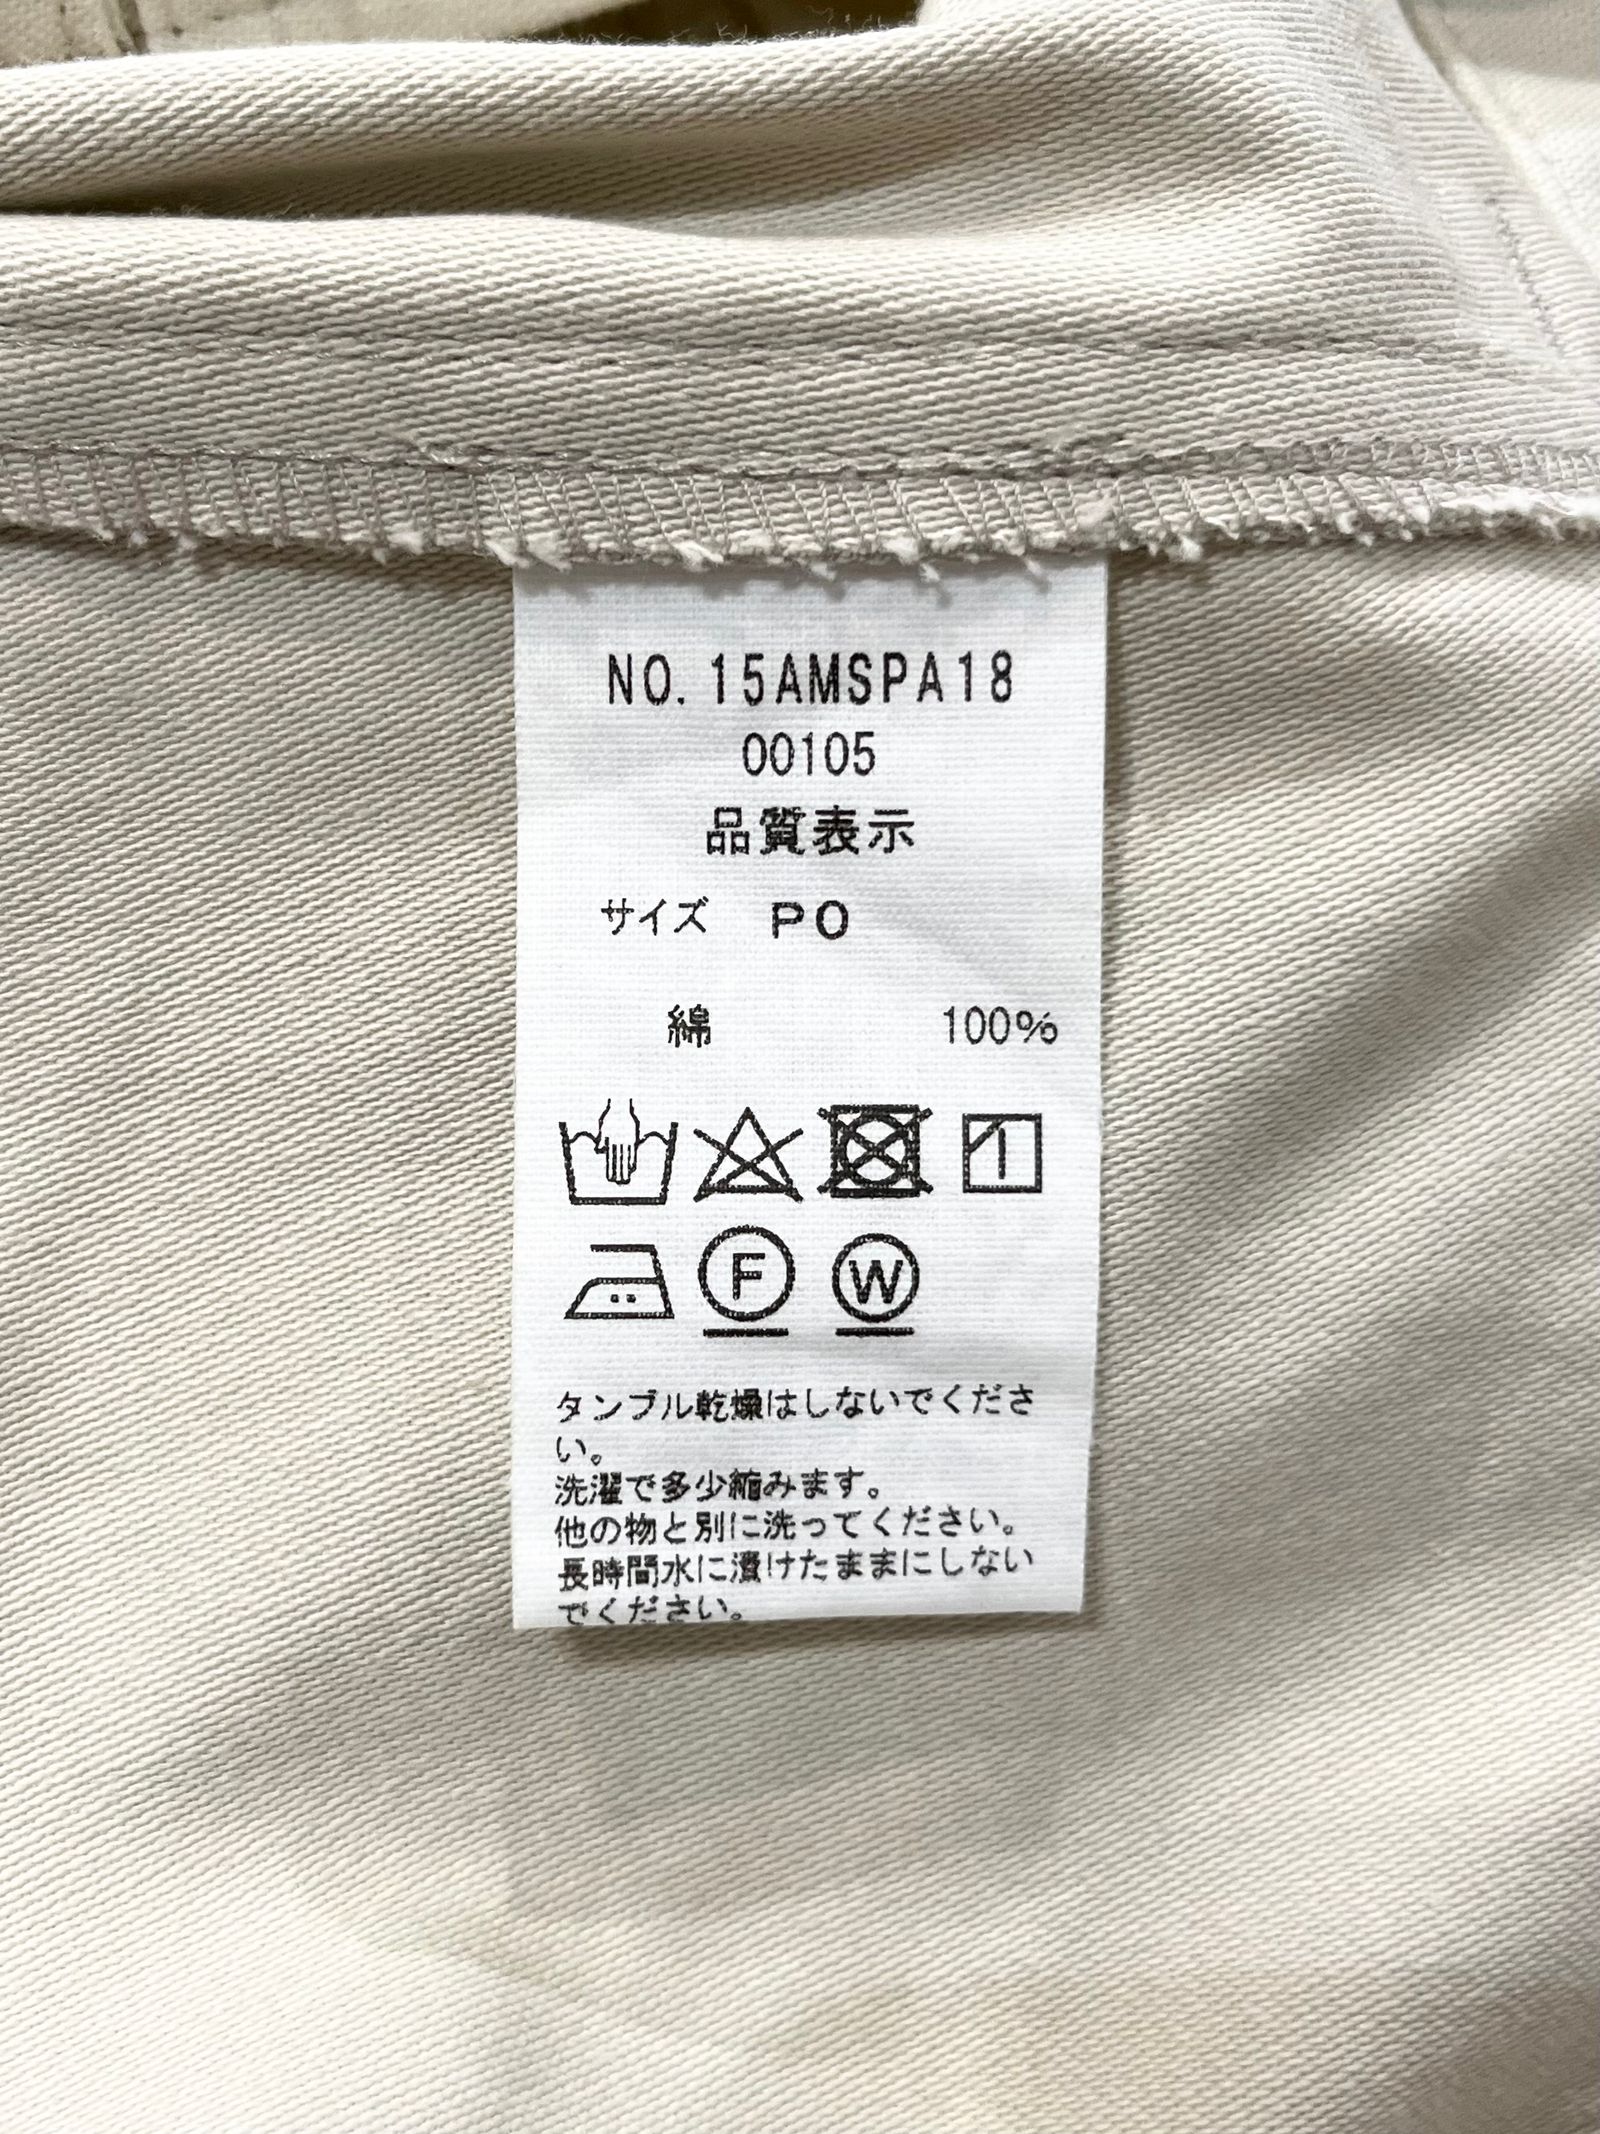 NO.15AMSPA18
00105
品質表示
サイズ PO
綿 100%
F W
タンブル乾燥はしないでくださ
い。
洗濯で多少縮みます。
他の物と別に洗ってください。
長時間水に漬けたままにしない
でください。